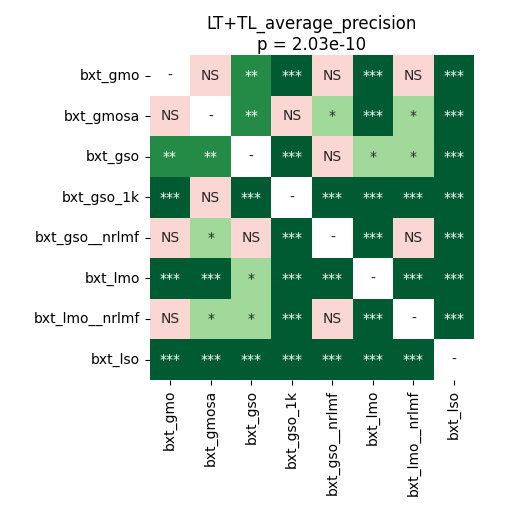 LT+TL_average_precision
p = 2.03e-10
bxt_gmo - NS ** *** NS *** NS ***
bxt_gmosa NS - ** NS * *** * ***
bxt_gso ** ** - *** NS * * ***
bxt_gso_1k *** NS *** - *** *** *** ***
bxt_gso__nrlmf NS * NS *** - *** NS ***
bxt_lmo *** *** * *** *** - *** ***
bxt_lmo__nrlmf NS * * *** NS *** - ***
bxt_lso *** *** *** *** *** *** *** -
bxt_gmo
bxt_gmosa
bxt_gso
bxt_gso_1k
bxt_gso__nrlmf
bxt_lmo
bxt_lmo__nrlmf
bxt_lso